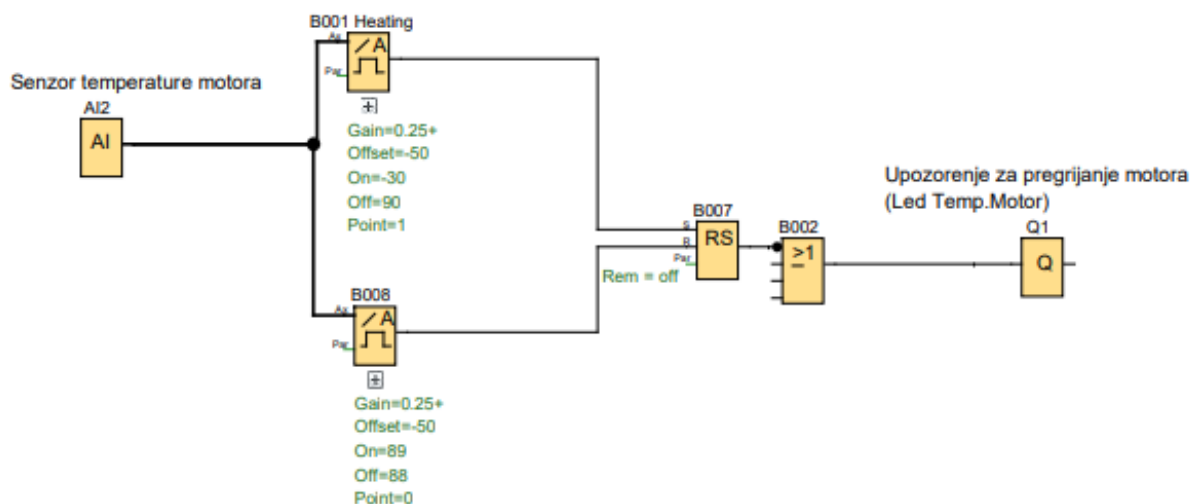 B001 Heating
Ax
/A
Par
Senzor temperature motora
AI2
AI
Gain=0.25+
Offset=-50
On=-30
Off=90
Point=1
Upozorenje za pregrijanje motora
(Led Temp.Motor)
B007
S
R
RS
Par
Rem = off
B002
≥1
Q1
Q
B008
Ax
/A
Par
Gain=0.25+
Offset=-50
On=89
Off=88
Point=0